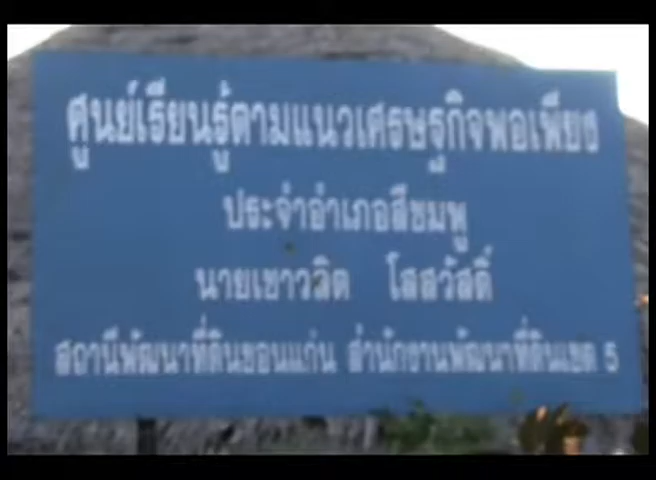 ศูนย์เรียนรู้ตามแนวเศรษฐกิจพอเพียง
ประจำอำเภอสีชมพู
นายเชาวลิต โสสวัสดิ์
สถานีพัฒนาที่ดินขอนแก่น สำนักงานพัฒนาที่ดินเขต 5